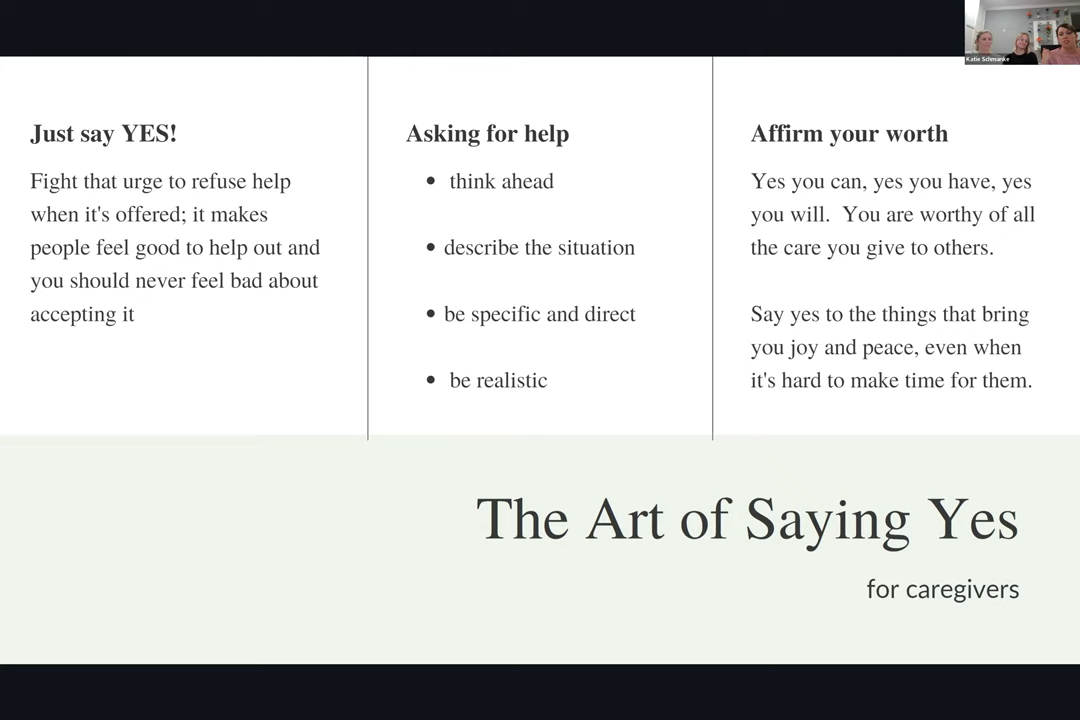 Katie Schmanke
Just say YES!
Fight that urge to refuse help
when it's offered; it makes
people feel good to help out and
you should never feel bad about
accepting it
Asking for help
• think ahead
• describe the situation
• be specific and direct
• be realistic
Affirm your worth
Yes you can, yes you have, yes
you will.  You are worthy of all
the care you give to others.
Say yes to the things that bring
you joy and peace, even when
it's hard to make time for them.
The Art of Saying Yes
for caregivers